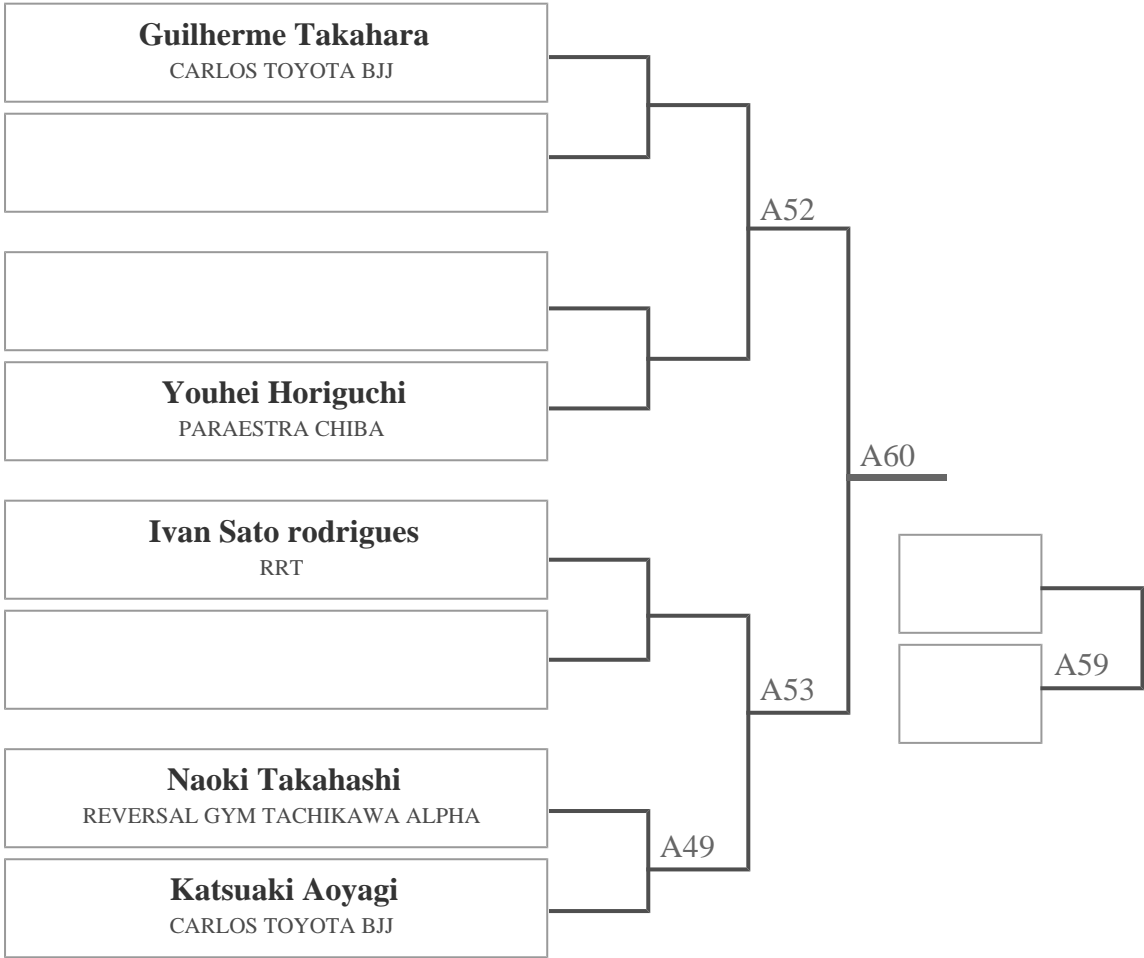 Guilherme Takahara
CARLOS TOYOTA BJJ
A52
Youhei Horiguchi
PARAESTRA CHIBA
A60
Ivan Sato rodrigues
RRT
A59
A53
Naoki Takahashi
REVERSAL GYM TACHIKAWA ALPHA
A49
Katsuaki Aoyagi
CARLOS TOYOTA BJJ